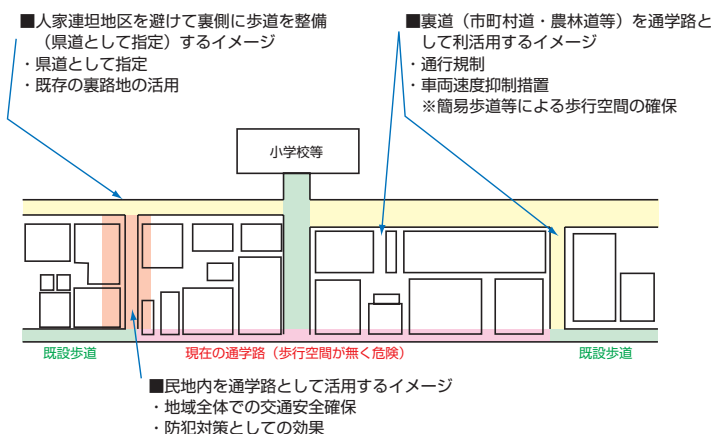 ■人家連坦地区を避けて裏側に歩道を整備
（県道として指定）するイメージ
・県道として指定
・既存の裏路地の活用
■裏道（市町村道・農林道等）を通学路と
して利活用するイメージ
・通行規制
・車両速度抑制措置
※簡易歩道等による歩行空間の確保
小学校等
既設歩道
現在の通学路（歩行空間が無く危険）
既設歩道
■民地内を通学路として活用するイメージ
・地域全体での交通安全確保
・防犯対策としての効果